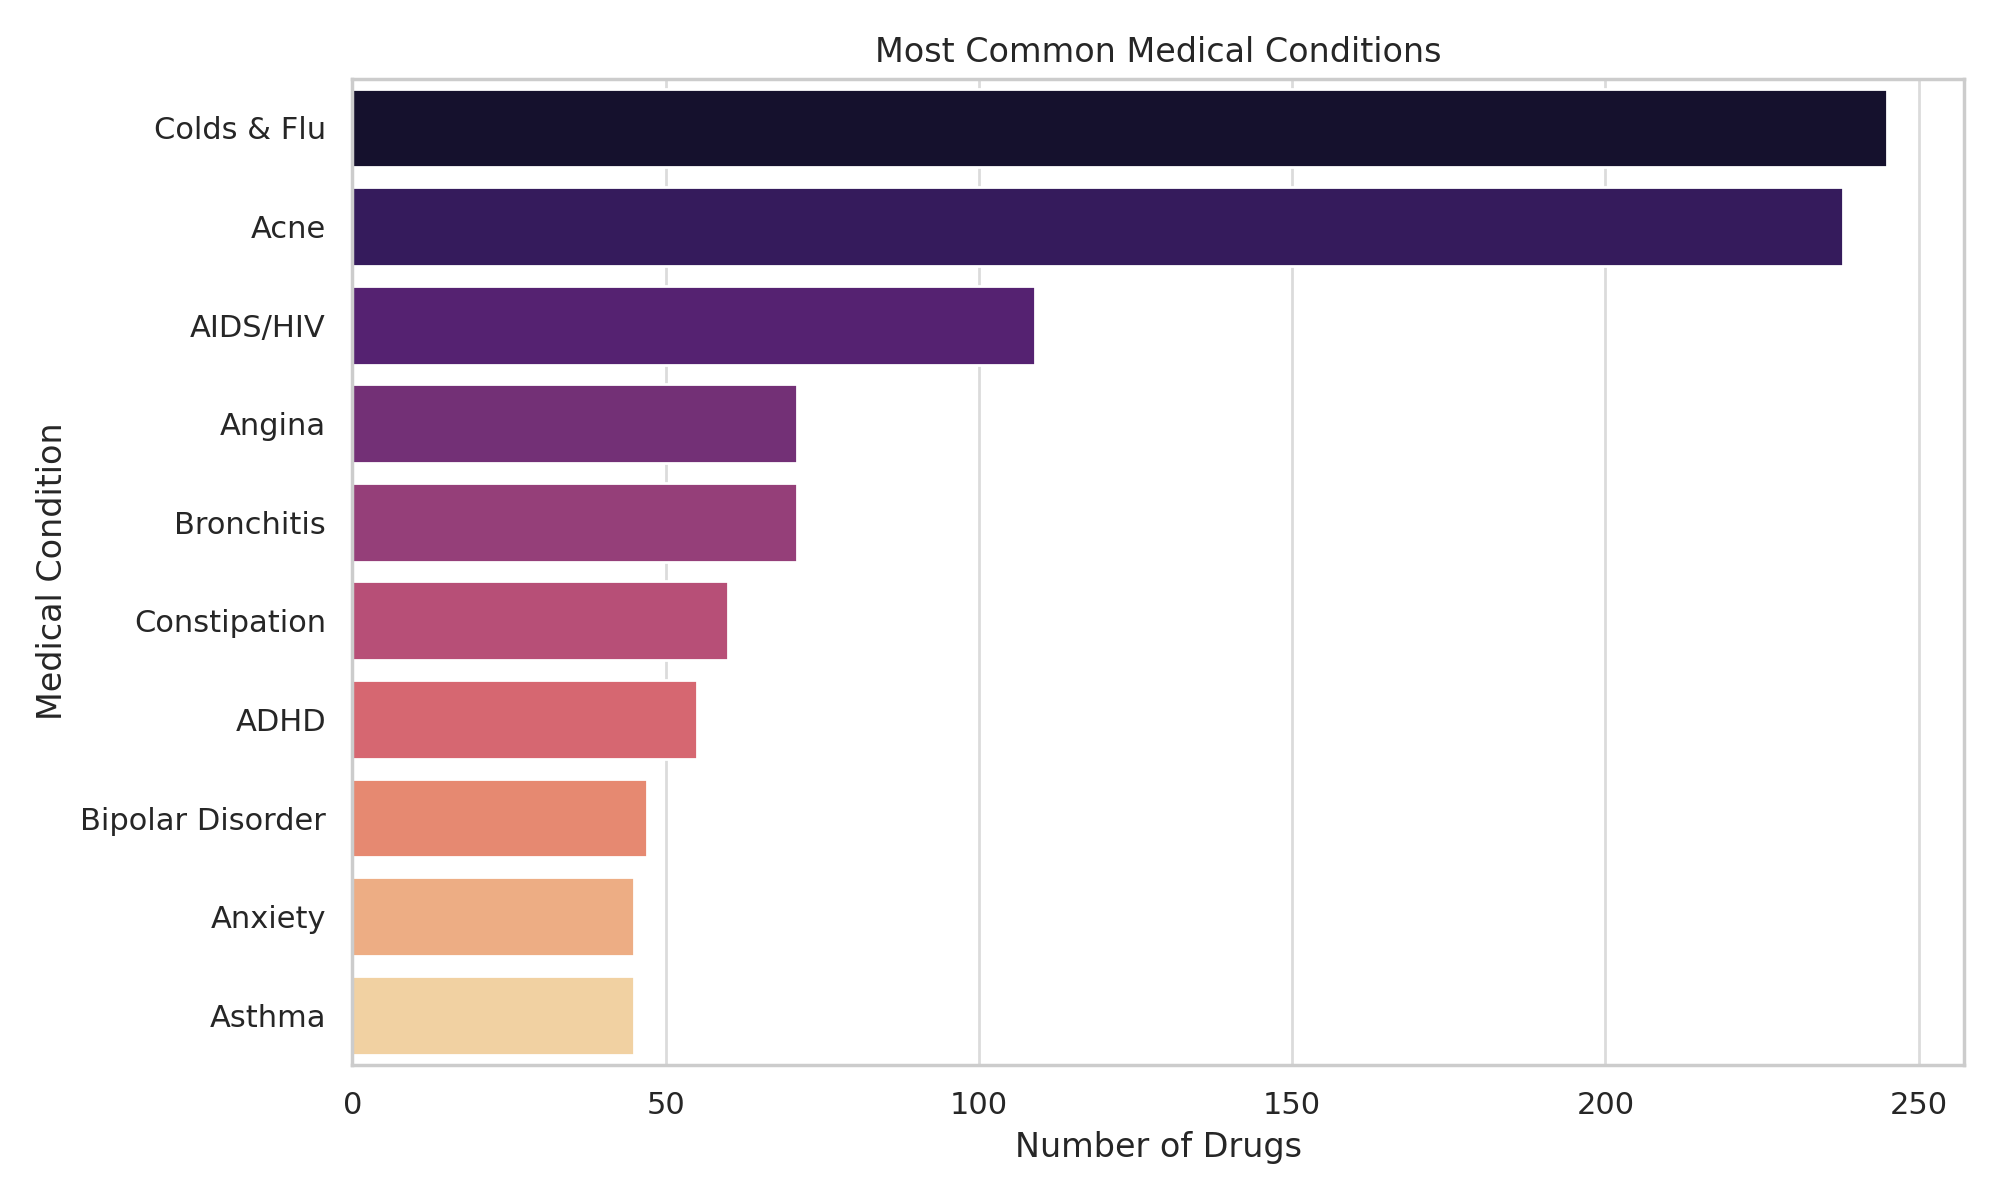 Most Common Medical Conditions
Colds & Flu
Acne
AIDS/HIV
Angina
Bronchitis
Constipation
ADHD
Bipolar Disorder
Anxiety
Asthma
Medical Condition
0 50 100 150 200 250
Number of Drugs